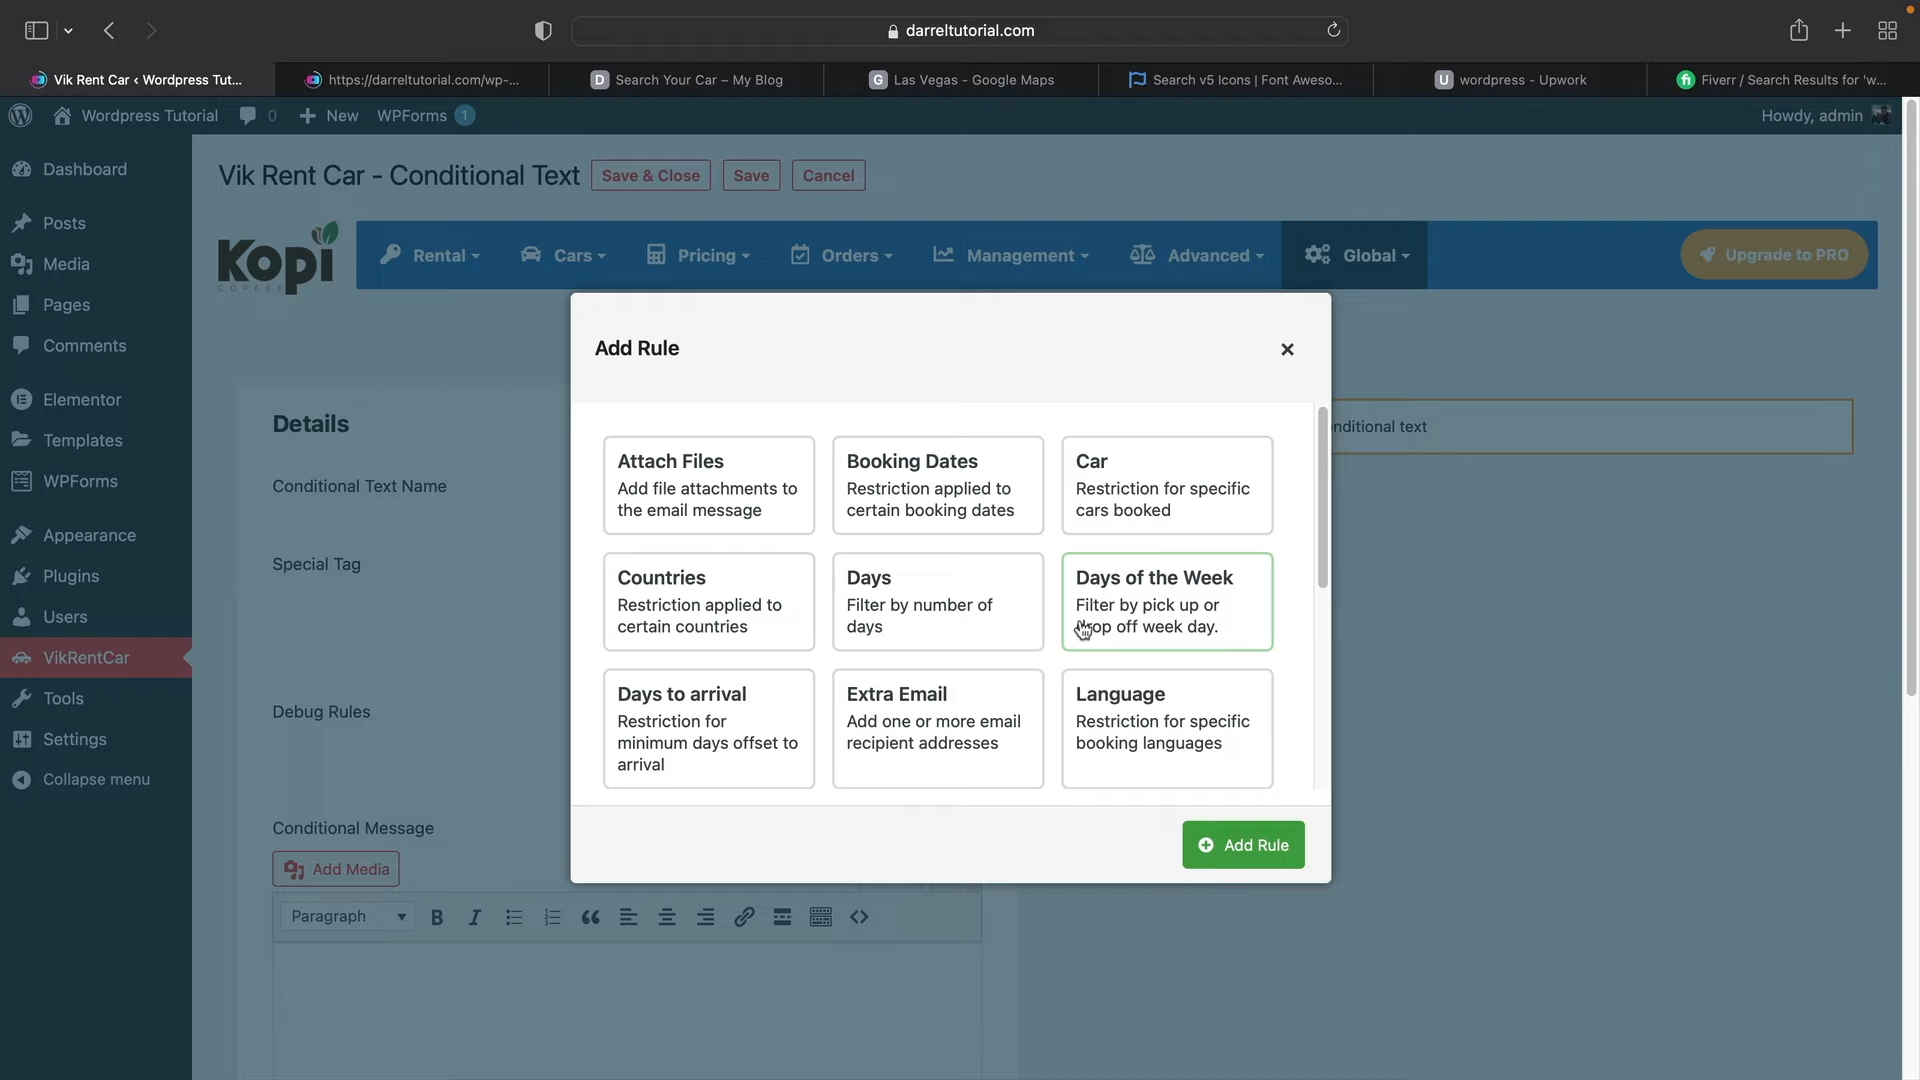 darreltutorial.com
Vik Rent Car ‹ Wordpress Tut...
https://darreltutorial.com/wp-...
D Search Your Car – My Blog
G Las Vegas - Google Maps
Search v5 Icons | Font Aweso...
U wordpress - Upwork
fi Fiverr / Search Results for 'w...
Wordpress Tutorial
0
New
WPForms 1
Howdy, admin
Dashboard
Posts
Media
Pages
Comments
Elementor
Templates
WPForms
Appearance
Plugins
Users
VikRentCar
Tools
Settings
Collapse menu
Vik Rent Car - Conditional Text
Save & Close
Save
Cancel
Kopi
COFFEE
Rental
Cars
Pricing
Orders
Management
Advanced
Global
Upgrade to PRO
Details
Conditional Text Name
Special Tag
Debug Rules
Conditional Message
Add Media
Paragraph
B
I
nditional text
Add Rule
×
Attach Files
Add file attachments to
the email message
Booking Dates
Restriction applied to
certain booking dates
Car
Restriction for specific
cars booked
Countries
Restriction applied to
certain countries
Days
Filter by number of
days
Days of the Week
Filter by pick up or
drop off week day.
Days to arrival
Restriction for
minimum days offset to
arrival
Extra Email
Add one or more email
recipient addresses
Language
Restriction for specific
booking languages
Add Rule